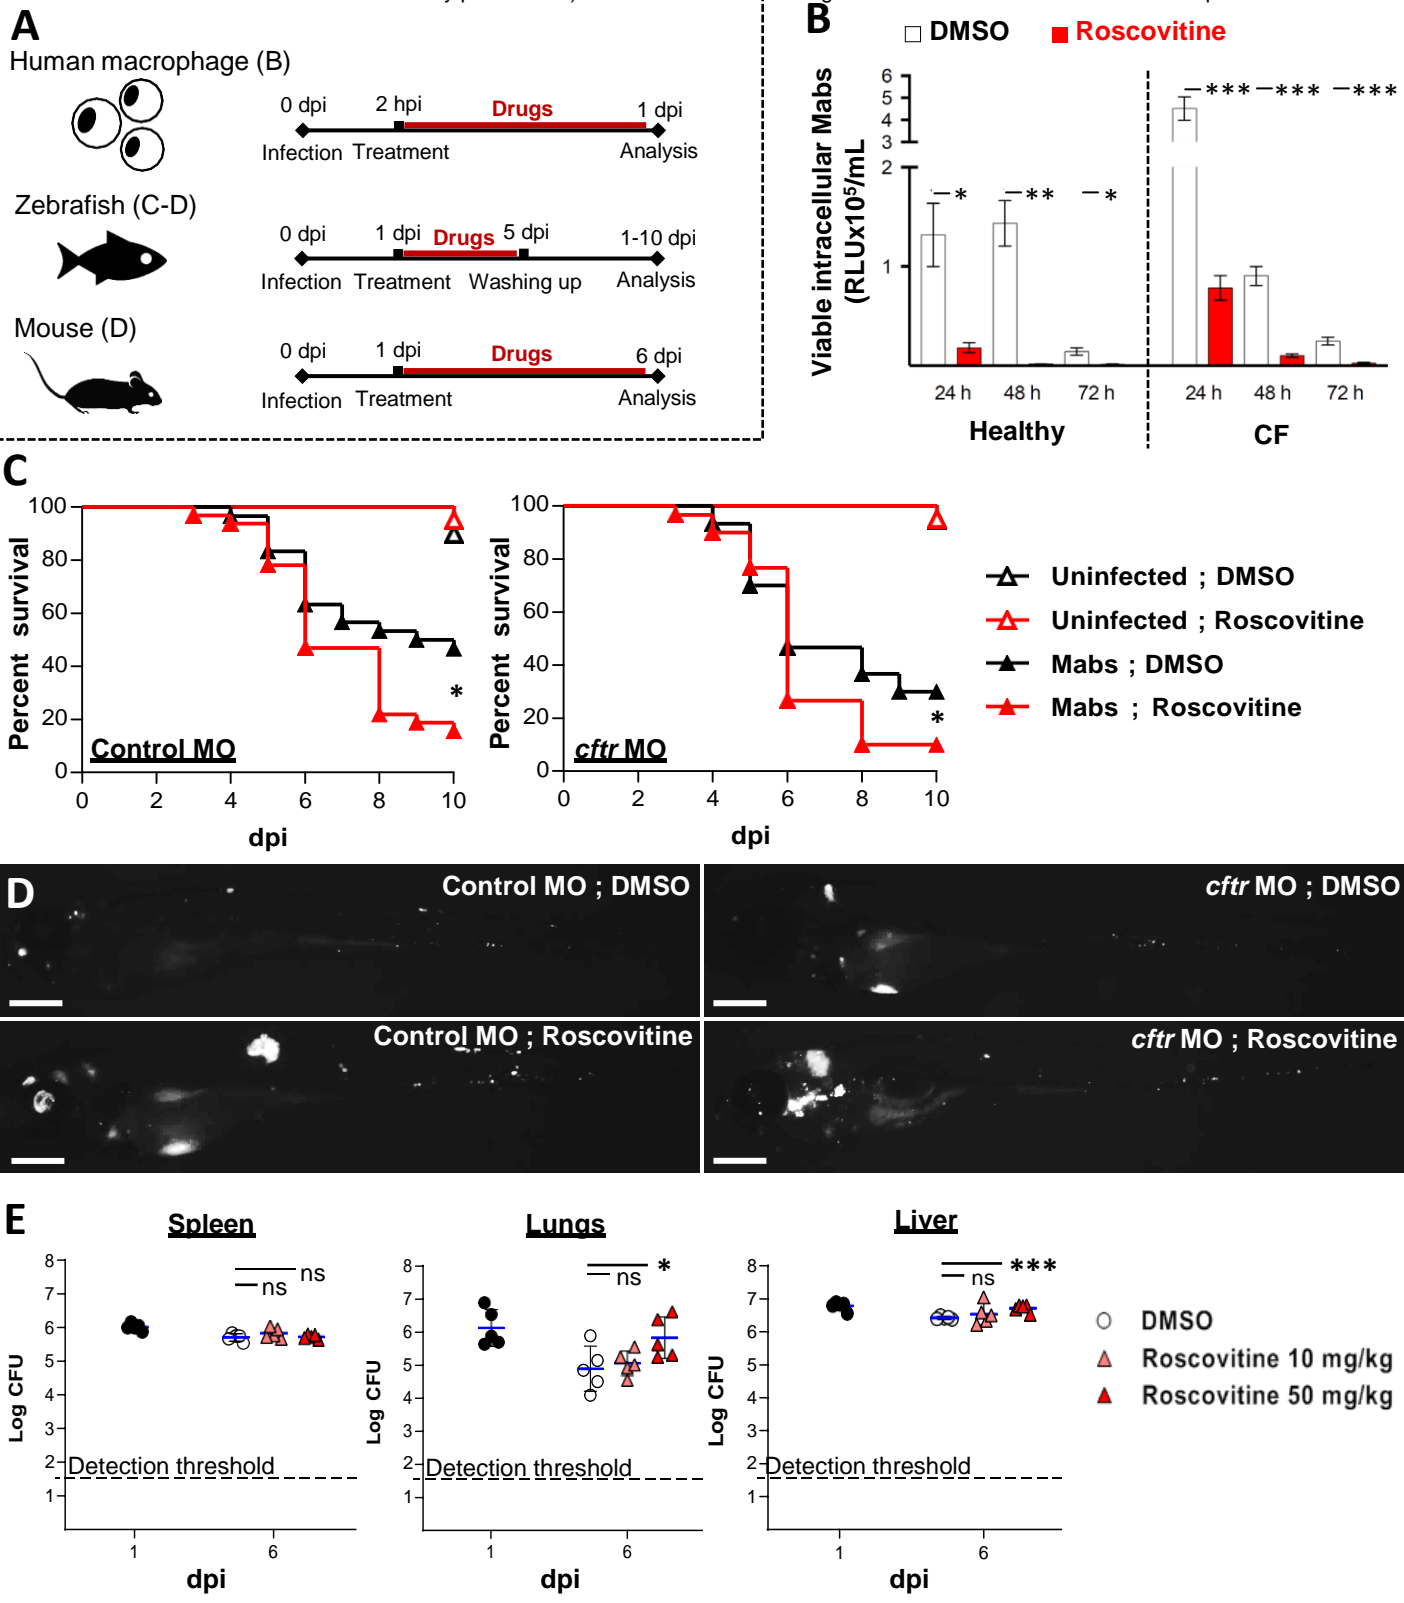 A
Human macrophage (B)
0 dpi
2 hpi
Drugs
1 dpi
Infection
Treatment
Analysis
Zebrafish (C-D)
0 dpi
1 dpi
Drugs
5 dpi
1-10 dpi
Infection
Treatment
Washing up
Analysis
Mouse (D)
0 dpi
1 dpi
Drugs
6 dpi
Infection
Treatment
Analysis
B
DMSO
Roscovitine
Viable intracellular Mabs
(RLUx10⁵/mL
6
5
4
3
2
1
*
**
*
***
***
***
24 h
48 h
72 h
24 h
48 h
72 h
Healthy
CF
C
Percent survival
100
80
60
40
20
0
*
Control MO
0
2
4
6
8
10
dpi
Percent survival
100
80
60
40
20
0
*
cftr MO
0
2
4
6
8
10
dpi
Uninfected ; DMSO
Uninfected ; Roscovitine
Mabs ; DMSO
Mabs ; Roscovitine
D
Control MO ; DMSO
cftr MO ; DMSO
Control MO ; Roscovitine
cftr MO ; Roscovitine
E
Spleen
Log CFU
8
7
6
5
4
3
2
1
ns
ns
Detection threshold
1
6
dpi
Lungs
Log CFU
8
7
6
5
4
3
2
1
*
ns
Detection threshold
1
6
dpi
Liver
Log CFU
8
7
6
5
4
3
2
1
***
ns
Detection threshold
1
6
dpi
DMSO
Roscovitine 10 mg/kg
Roscovitine 50 mg/kg